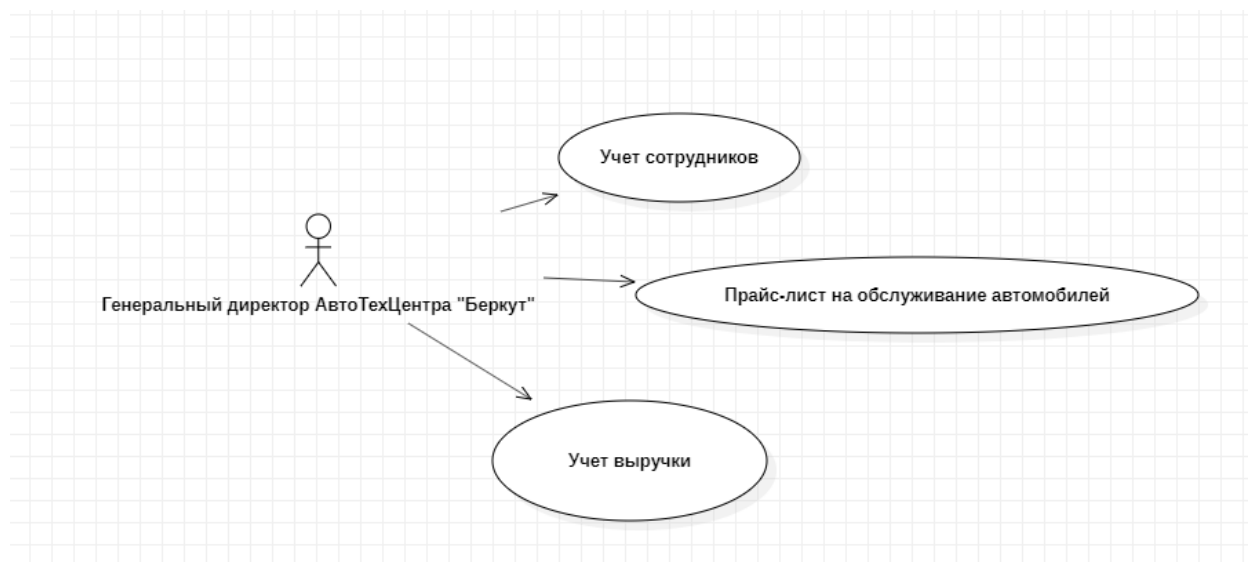 Учет сотрудников
Генеральный директор АвтоТехЦентра "Беркут"
Прайс-лист на обслуживание автомобилей
Учет выручки